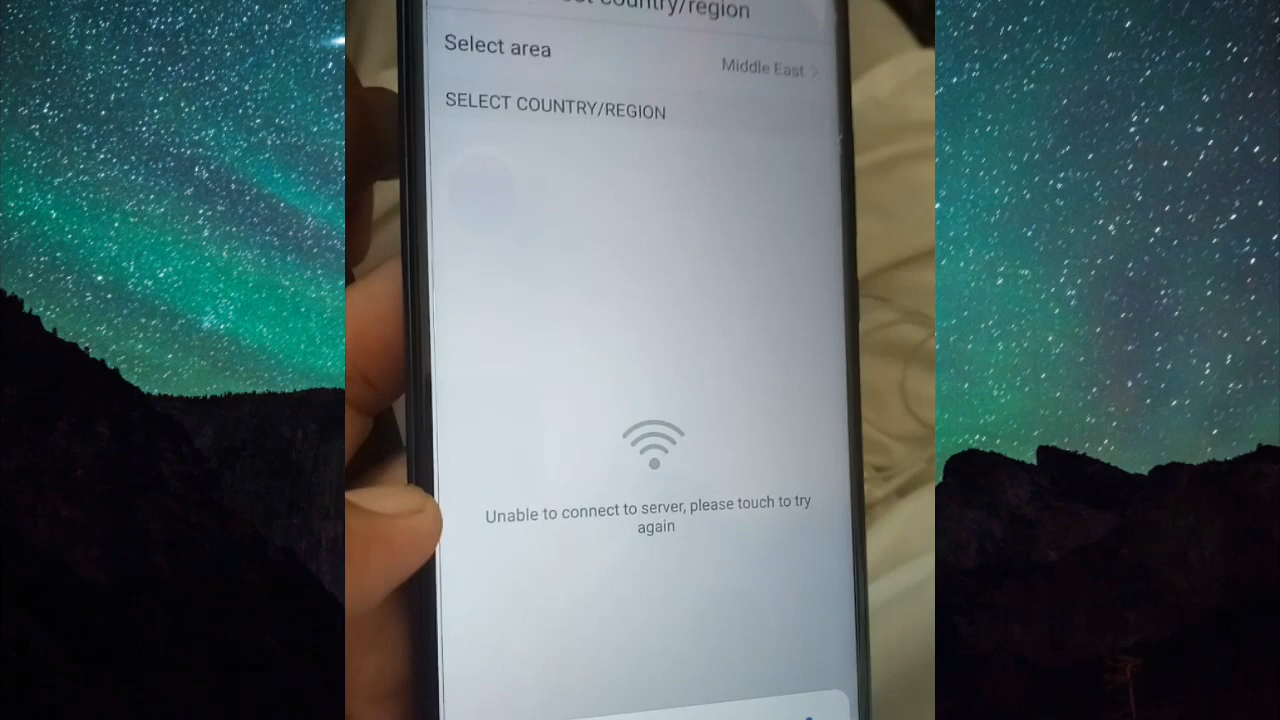 country/region
Select area
Middle East >
SELECT COUNTRY/REGION
Unable to connect to server, please touch to try
again